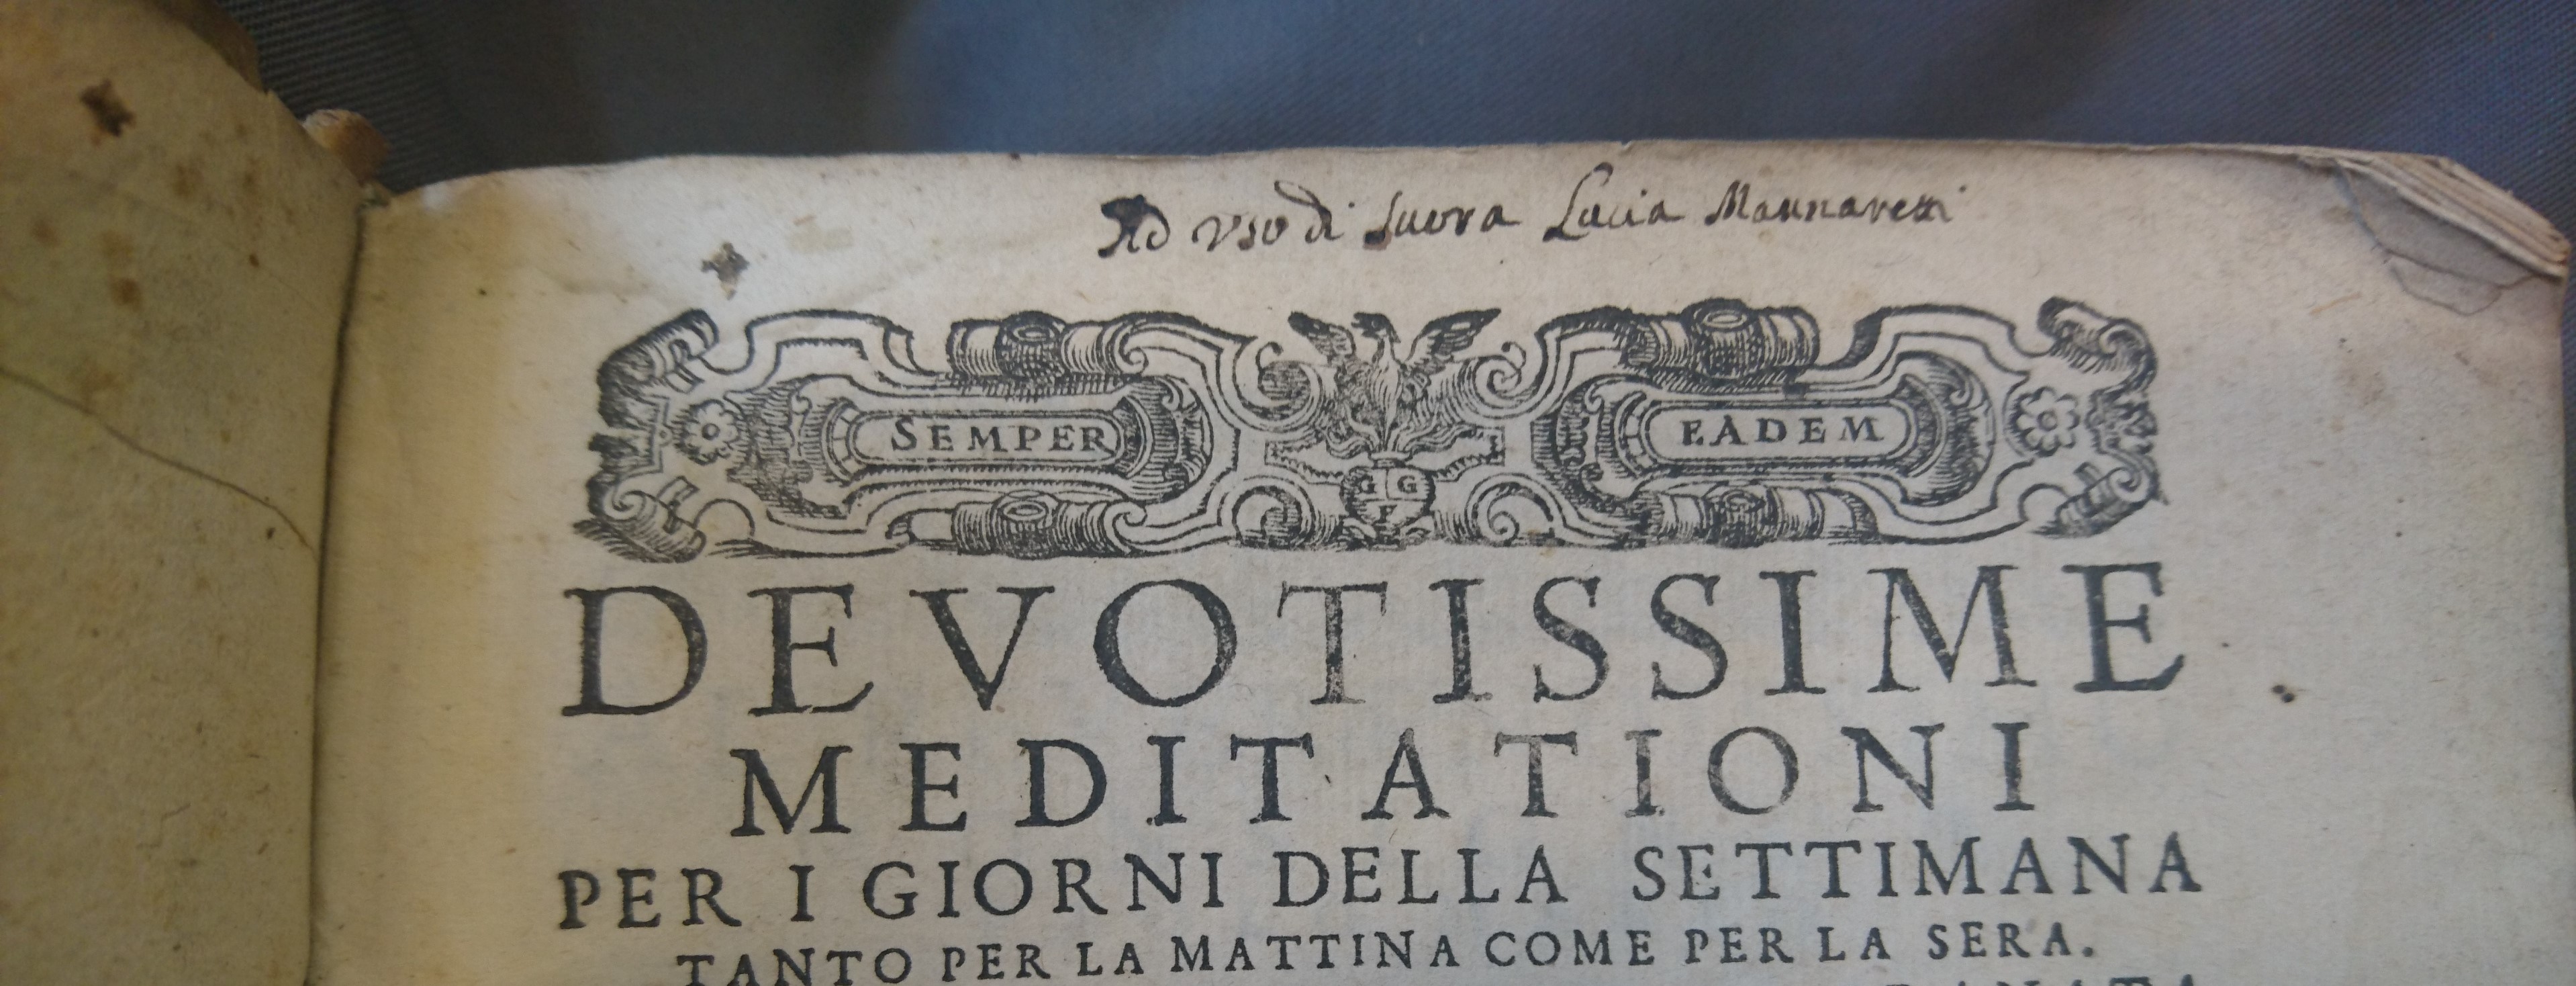 Ad vso di Suora Lucia Mannaretti
SEMPER EADEM
G G
F
DEVOTISSIME
MEDITATIONI
PER I GIORNI DELLA SETTIMANA
TANTO PER LA MATTINA COME PER LA SERA.